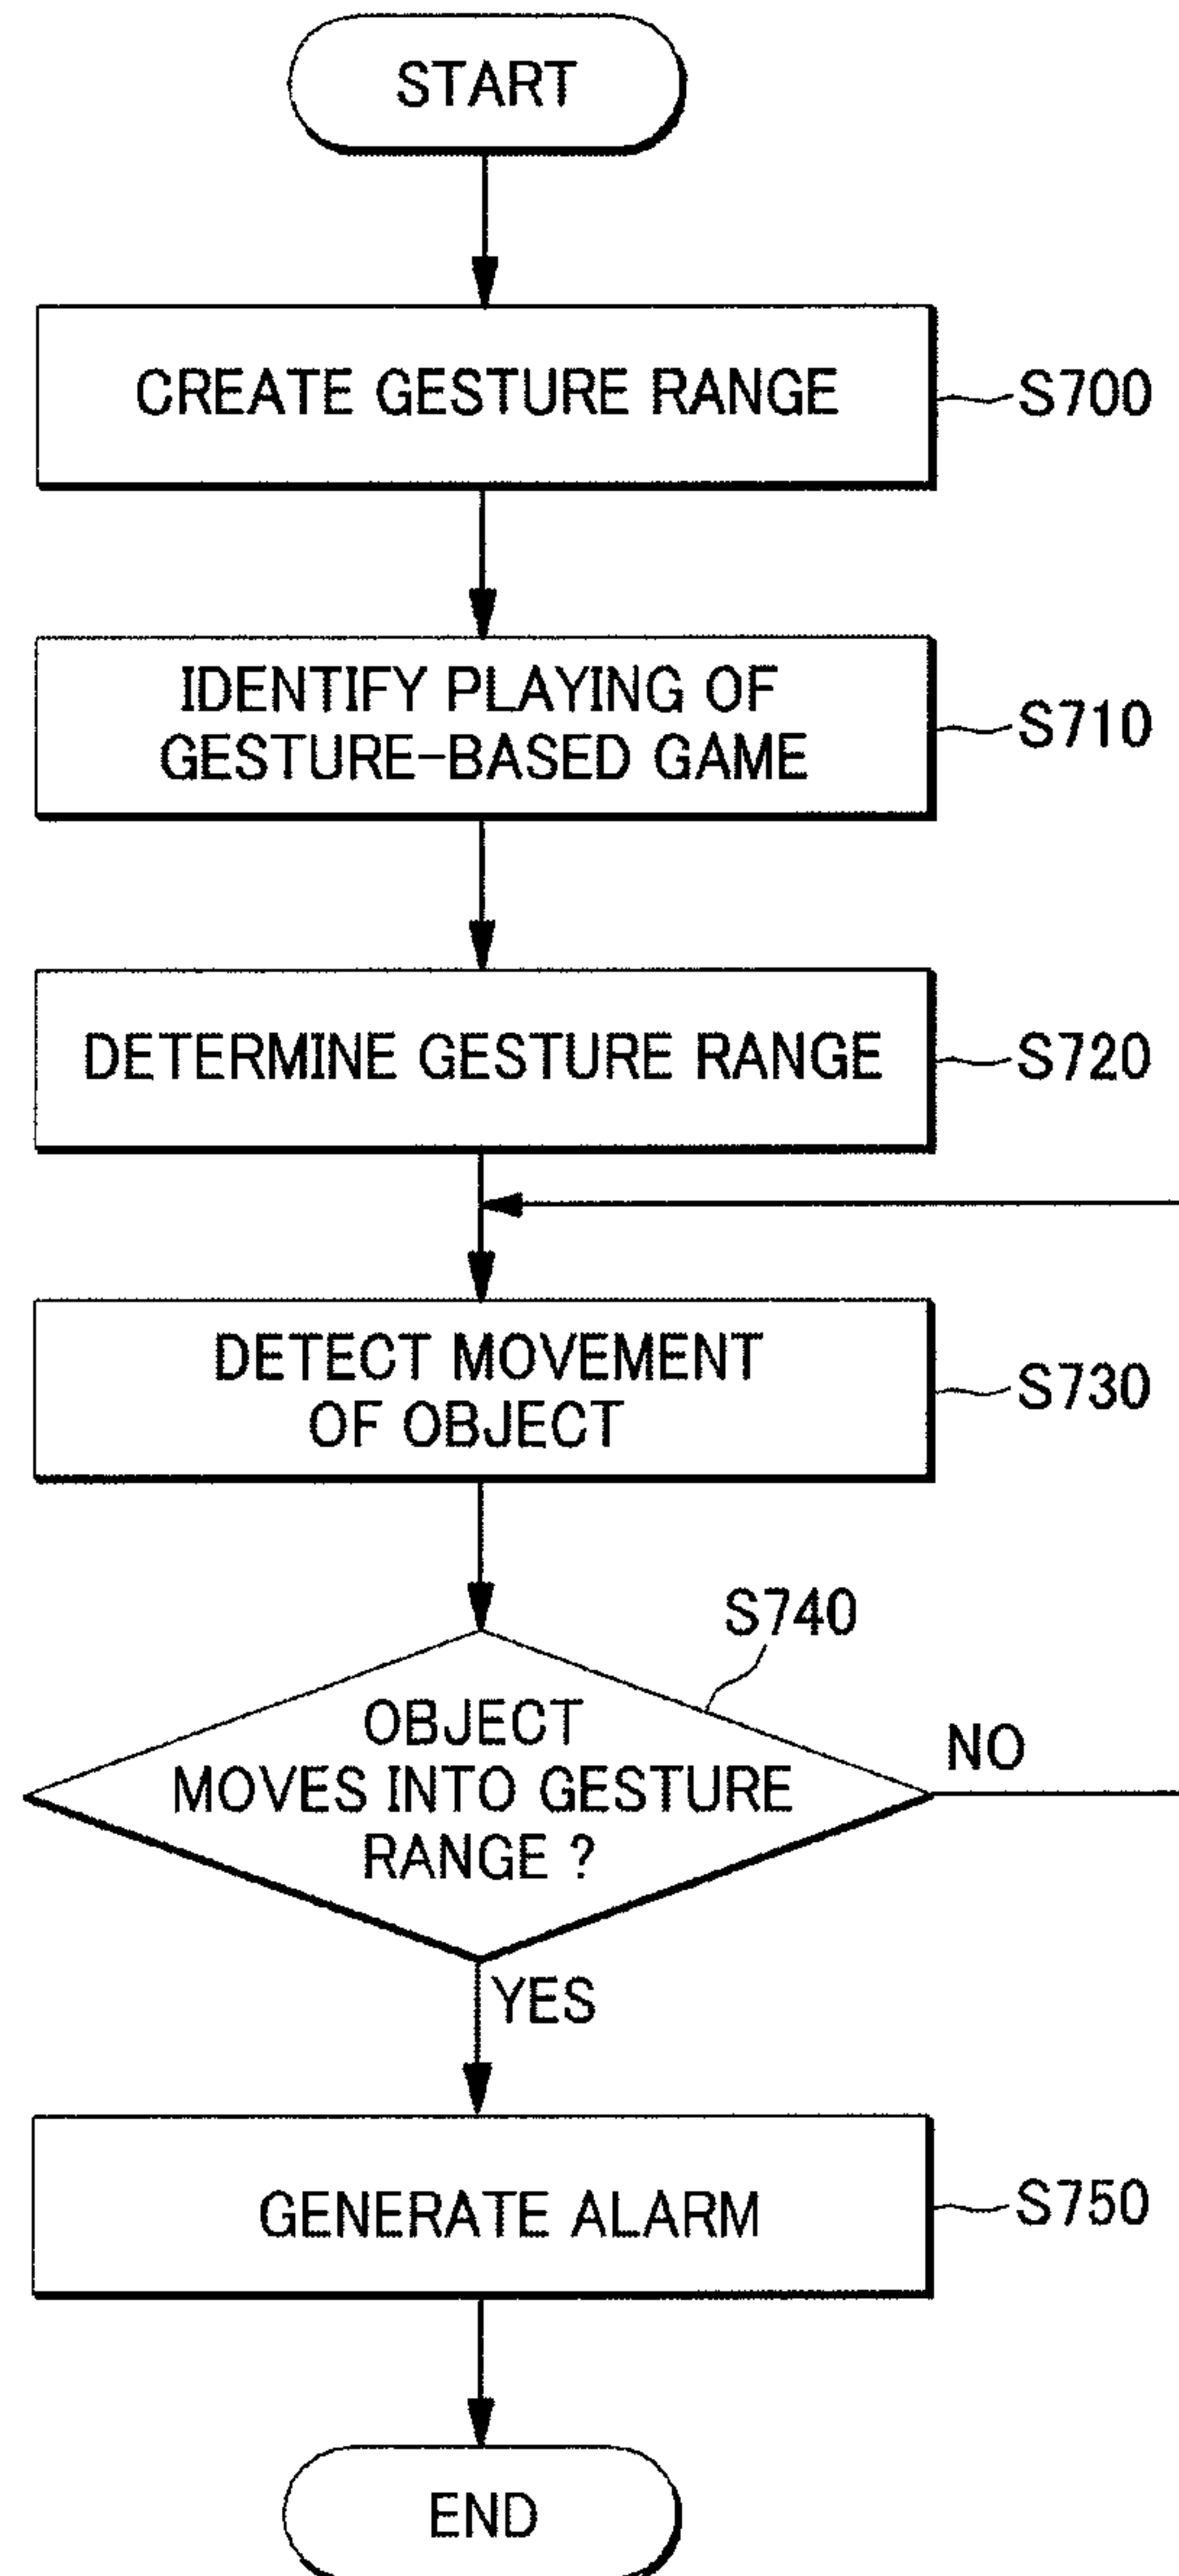 START
CREATE GESTURE RANGE
S700
IDENTIFY PLAYING OF
GESTURE-BASED GAME
S710
DETERMINE GESTURE RANGE
S720
DETECT MOVEMENT
OF OBJECT
S730
S740
OBJECT
MOVES INTO GESTURE
RANGE ?
NO
YES
GENERATE ALARM
S750
END